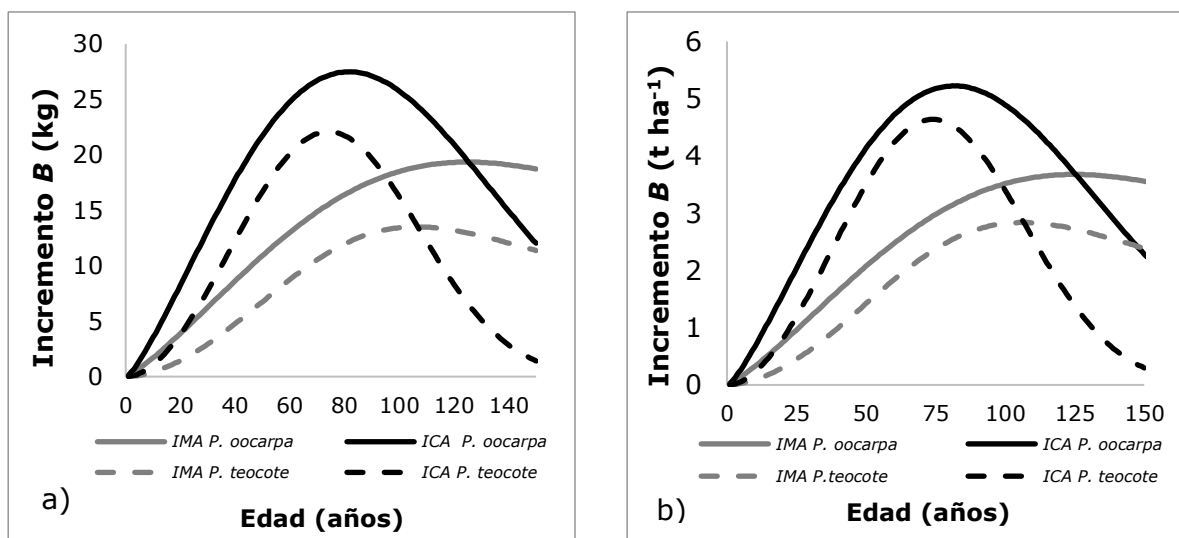 Incremento B (kg)
30
25
20
15
10
5
0
0 20 40 60 80 100 120 140
IMA P. oocarpa ICA P. oocarpa
IMA P. teocote ICA P. teocote
a)
Edad (años)
Incremento B (t ha⁻¹)
6
5
4
3
2
1
0
0 25 50 75 100 125 150
IMA P. oocarpa ICA P. oocarpa
IMA P.teocote ICA P. teocote
b)
Edad (años)